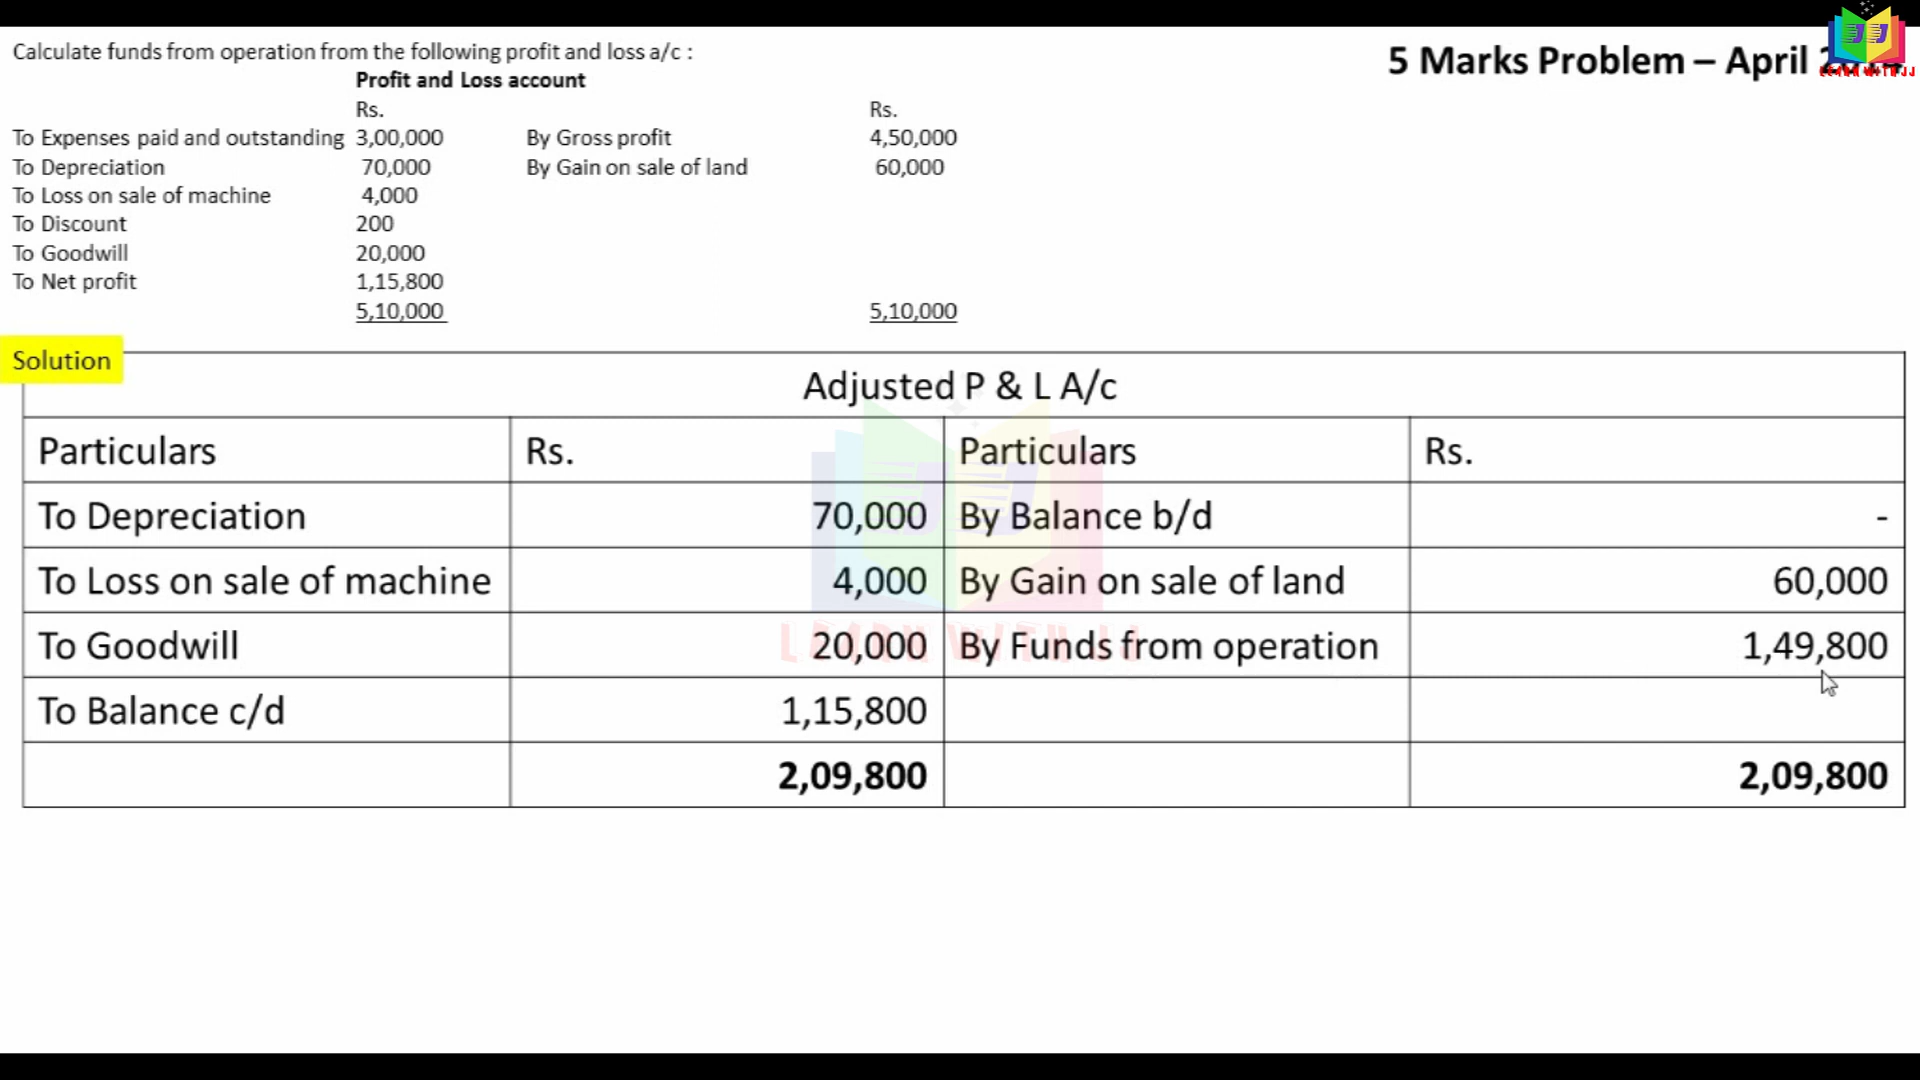 Calculate funds from operation from the following profit and loss a/c :
5 Marks Problem – April
LEARN WITH JJ
Profit and Loss account
Rs. Rs.
To Expenses paid and outstanding 3,00,000 By Gross profit 4,50,000
To Depreciation 70,000 By Gain on sale of land 60,000
To Loss on sale of machine 4,000
To Discount 200
To Goodwill 20,000
To Net profit 1,15,800
5,10,000 5,10,000
Solution
Adjusted P & L A/c
Particulars Rs. Particulars Rs.
To Depreciation 70,000 By Balance b/d -
To Loss on sale of machine 4,000 By Gain on sale of land 60,000
To Goodwill 20,000 By Funds from operation 1,49,800
To Balance c/d 1,15,800
2,09,800 2,09,800
LEARN WITH JJ